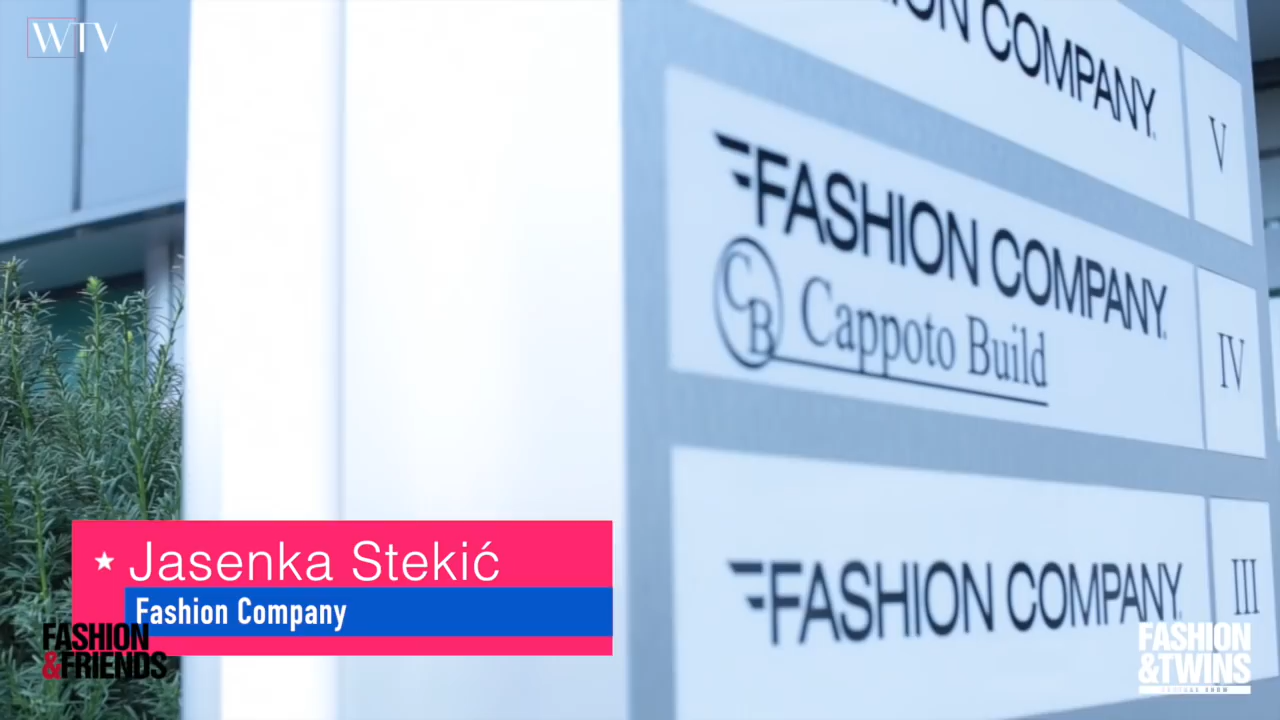 WTV
FASHION COMPANY
V
FASHION COMPANY
CB Cappoto Build
IV
FASHION COMPANY
III
Jasenka Stekić
Fashion Company
FASHION
&FRIENDS
FASHION
&TWINS